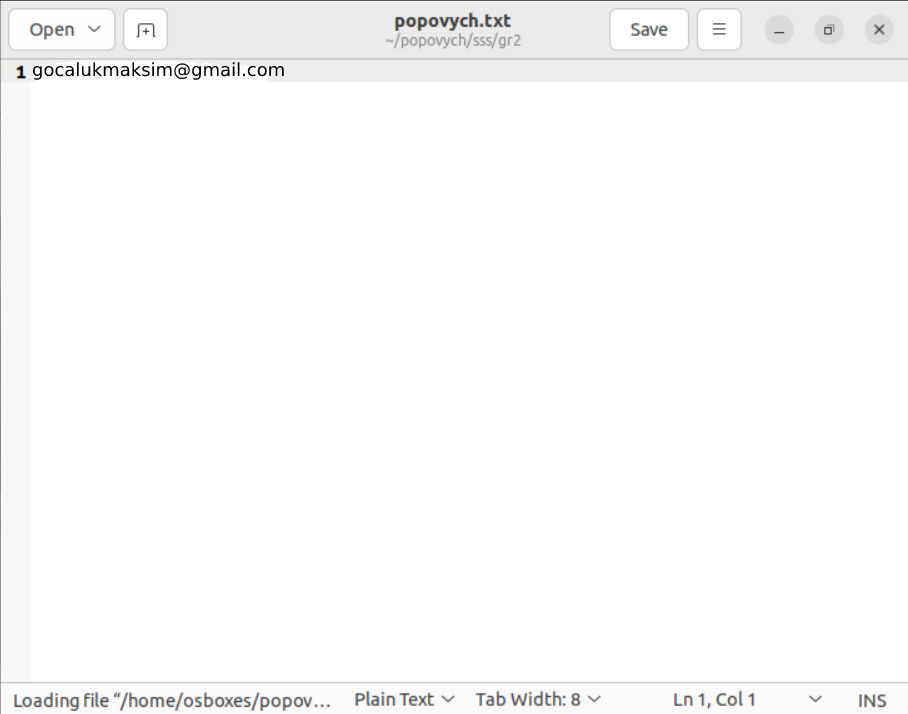 Open
popovych.txt
~/popovych/sss/gr2
Save
1 gocalukmaksim@gmail.com
Loading file “/home/osboxes/popov... Plain Text Tab Width: 8 Ln 1, Col 1 INS